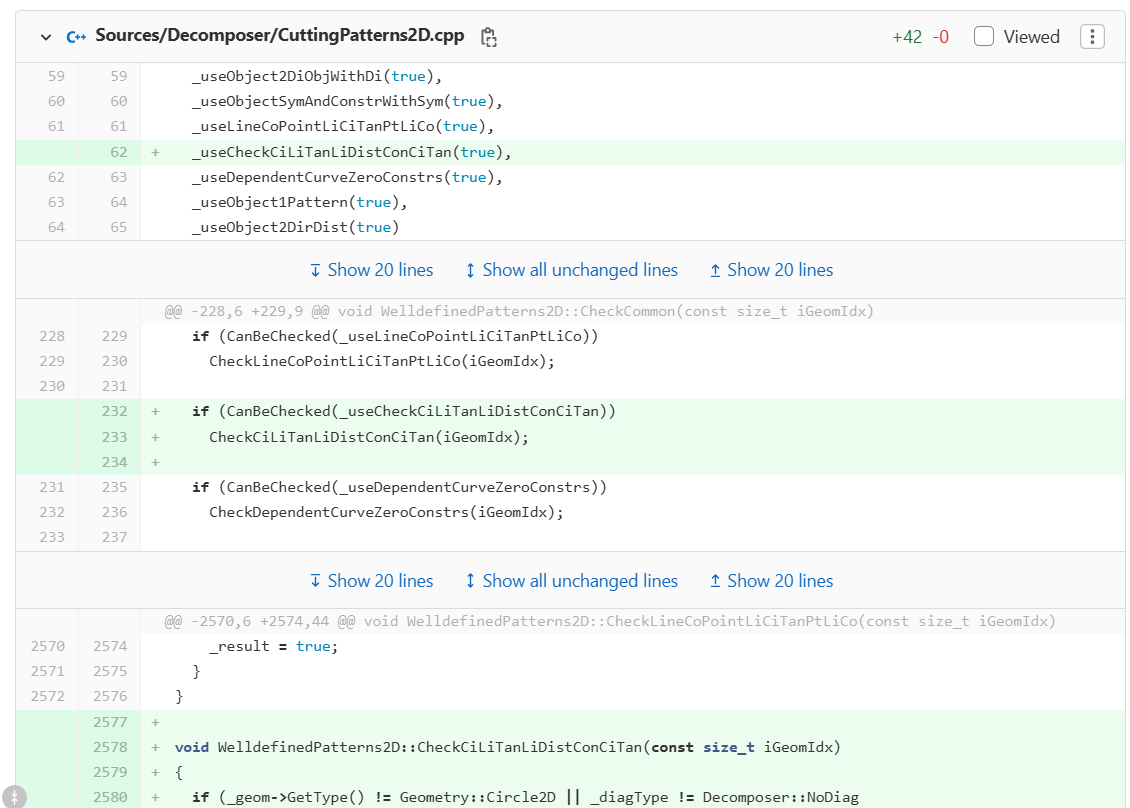 C++ Sources/Decomposer/CuttingPatterns2D.cpp +42 -0 Viewed
59 59 _useObject2DiObjWithDi(true),
60 60 _useObjectSymAndConstrWithSym(true),
61 61 _useLineCoPointLiCiTanPtLiCo(true),
62 + _useCheckCiLiTanLiDistConCiTan(true),
62 63 _useDependentCurveZeroConstrs(true),
63 64 _useObject1Pattern(true),
64 65 _useObject2DirDist(true)
Show 20 lines Show all unchanged lines Show 20 lines
@@ -228,6 +229,9 @@ void WelldefinedPatterns2D::CheckCommon(const size_t iGeomIdx)
228 229 if (CanBeChecked(_useLineCoPointLiCiTanPtLiCo))
229 230 CheckLineCoPointLiCiTanPtLiCo(iGeomIdx);
230 231
232 + if (CanBeChecked(_useCheckCiLiTanLiDistConCiTan))
233 + CheckCiLiTanLiDistConCiTan(iGeomIdx);
234 +
231 235 if (CanBeChecked(_useDependentCurveZeroConstrs))
232 236 CheckDependentCurveZeroConstrs(iGeomIdx);
233 237
Show 20 lines Show all unchanged lines Show 20 lines
@@ -2570,6 +2574,44 @@ void WelldefinedPatterns2D::CheckLineCoPointLiCiTanPtLiCo(const size_t iGeomIdx)
2570 2574 _result = true;
2571 2575 }
2572 2576 }
2577 +
2578 + void WelldefinedPatterns2D::CheckCiLiTanLiDistConCiTan(const size_t iGeomIdx)
2579 + {
2580 + if (_geom->GetType() != Geometry::Circle2D || _diagType != Decomposer::NoDiag